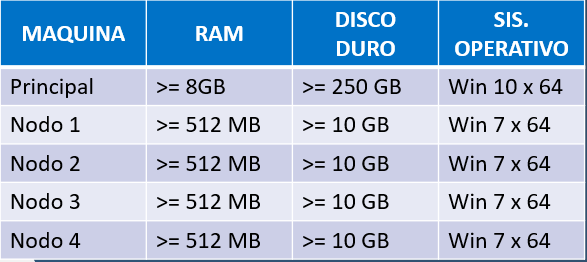 MAQUINA RAM DISCO DURO SIS. OPERATIVO
Principal >= 8GB >= 250 GB Win 10 x 64
Nodo 1 >= 512 MB >= 10 GB Win 7 x 64
Nodo 2 >= 512 MB >= 10 GB Win 7 x 64
Nodo 3 >= 512 MB >= 10 GB Win 7 x 64
Nodo 4 >= 512 MB >= 10 GB Win 7 x 64